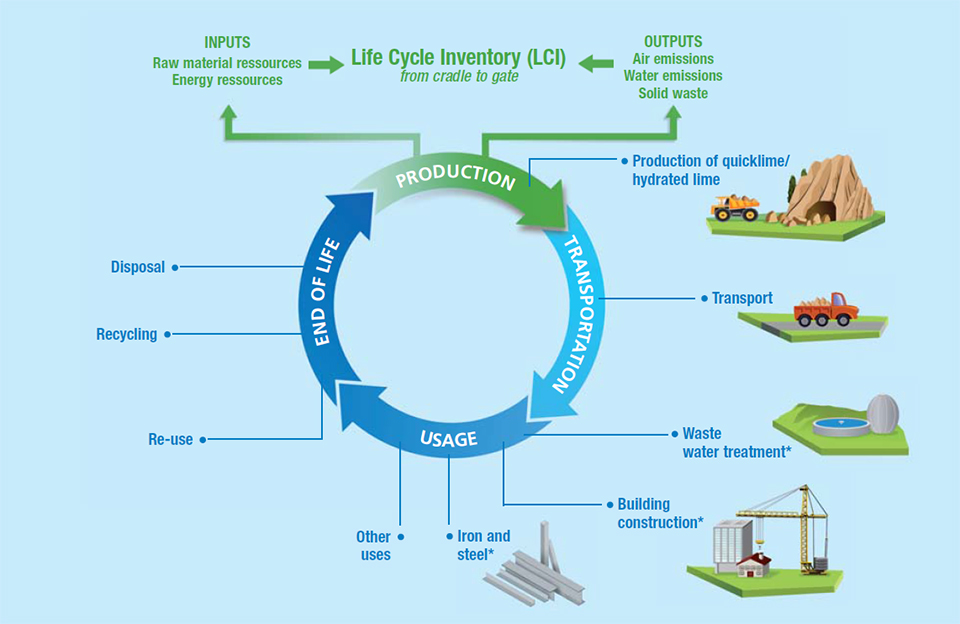 INPUTS
Raw material ressources
Energy ressources
Life Cycle Inventory (LCI)
from cradle to gate
OUTPUTS
Air emissions
Water emissions
Solid waste
PRODUCTION
• Production of quicklime/
hydrated lime
TRANSPORTATION
• Transport
USAGE
• Waste
water treatment*
• Building
construction*
• Iron and
steel*
Other •
uses
END OF LIFE
Disposal •
Recycling •
Re-use •